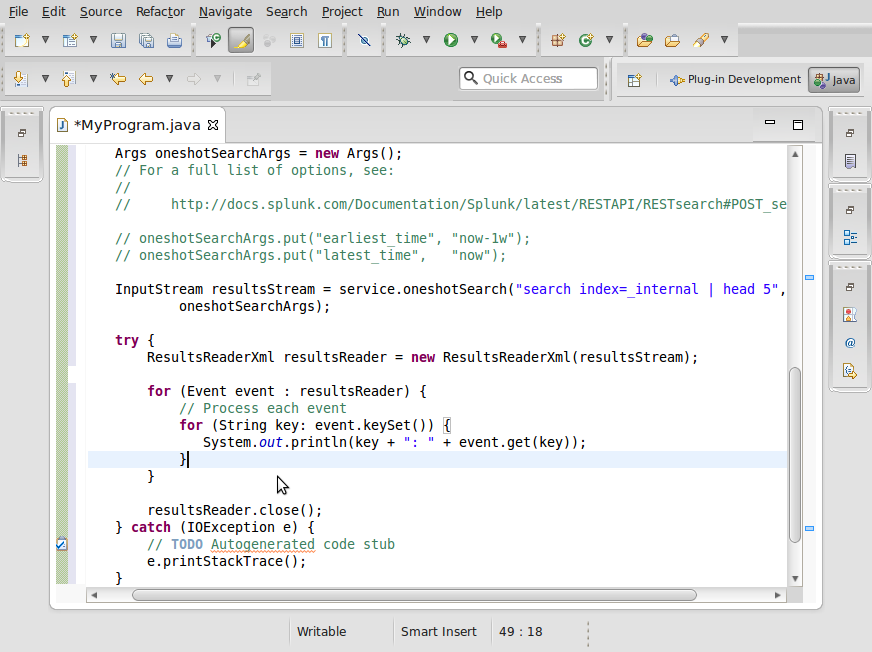 File Edit Source Refactor Navigate Search Project Run Window Help
Quick Access
Plug-in Development
Java
*MyProgram.java
Args oneshotSearchArgs = new Args();
// For a full list of options, see:
//
//     http://docs.splunk.com/Documentation/Splunk/latest/RESTAPI/RESTsearch#POST_se
// oneshotSearchArgs.put("earliest_time", "now-1w");
// oneshotSearchArgs.put("latest_time",   "now");
InputStream resultsStream = service.oneshotSearch("search index=_internal | head 5",
oneshotSearchArgs);
try {
ResultsReaderXml resultsReader = new ResultsReaderXml(resultsStream);
for (Event event : resultsReader) {
// Process each event
for (String key: event.keySet()) {
System.out.println(key + ": " + event.get(key));
}
}
resultsReader.close();
} catch (IOException e) {
// TODO Autogenerated code stub
e.printStackTrace();
}
Writable
Smart Insert
49 : 18